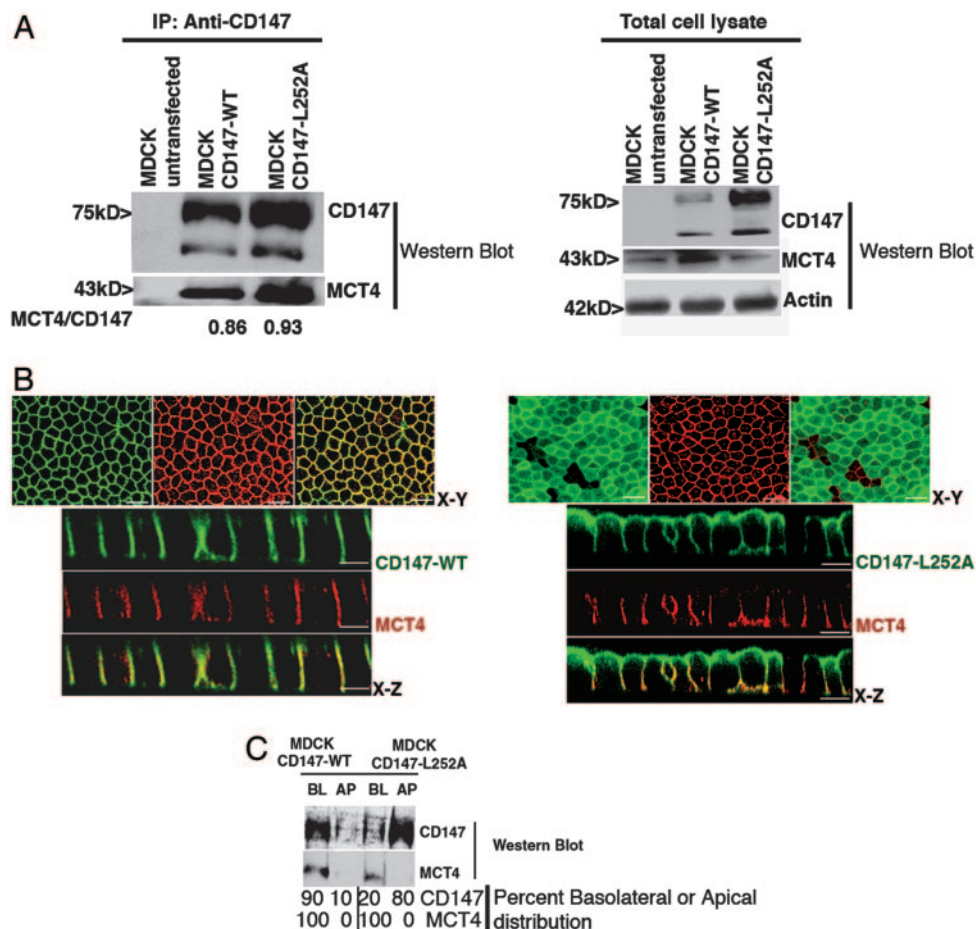 A
IP: Anti-CD147
MDCK
untransfected
MDCK
CD147-WT
MDCK
CD147-L252A
75kD>
CD147
Western Blot
43kD>
MCT4
MCT4/CD147
0.86 0.93
Total cell lysate
MDCK
untransfected
MDCK
CD147-WT
MDCK
CD147-L252A
75kD>
CD147
43kD>
MCT4
Western Blot
42kD>
Actin
B
X-Y
CD147-WT
MCT4
X-Z
X-Y
CD147-L252A
MCT4
X-Z
C
MDCK
CD147-WT
MDCK
CD147-L252A
BL AP BL AP
CD147
Western Blot
MCT4
90 10 20 80 CD147
100 0 100 0 MCT4
Percent Basolateral or Apical
distribution